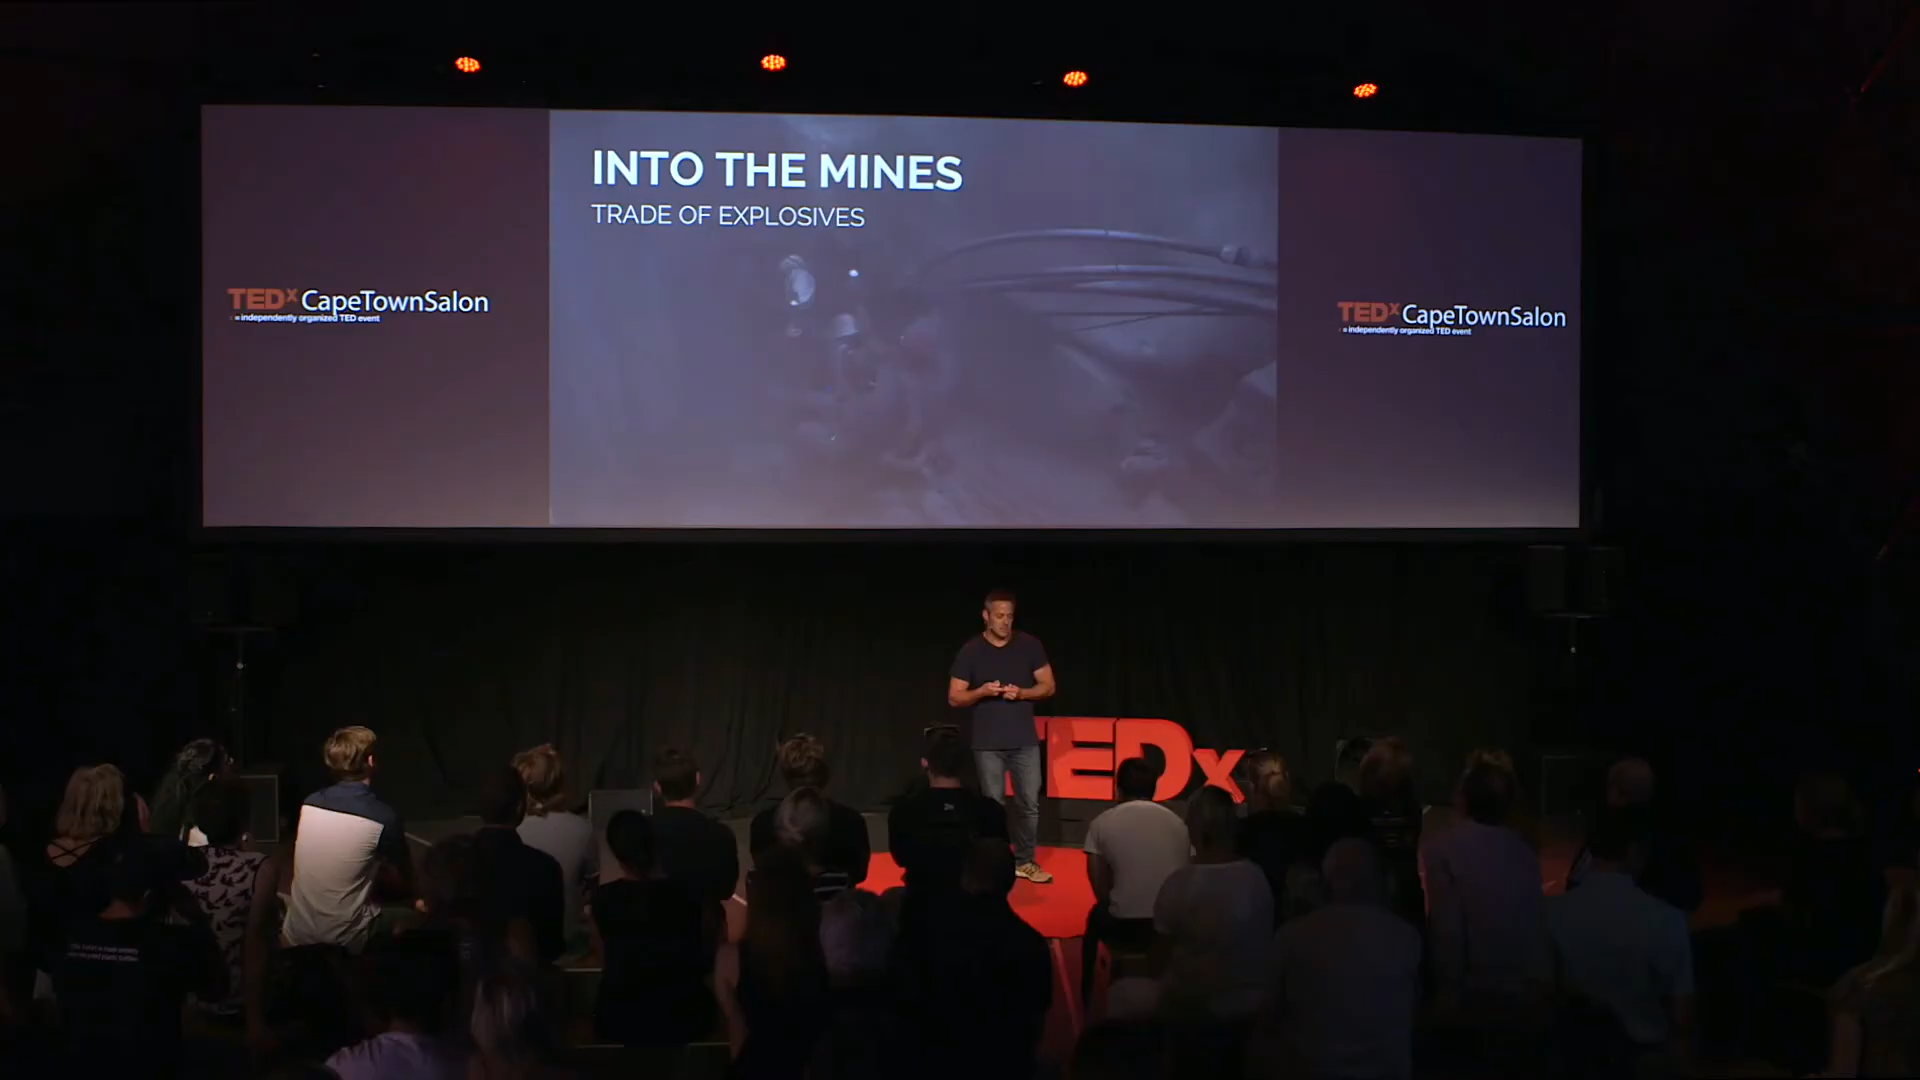 INTO THE MINES
TRADE OF EXPLOSIVES
TEDx CapeTownSalon
independently organized TED event
TEDx CapeTownSalon
independently organized TED event
TEDx